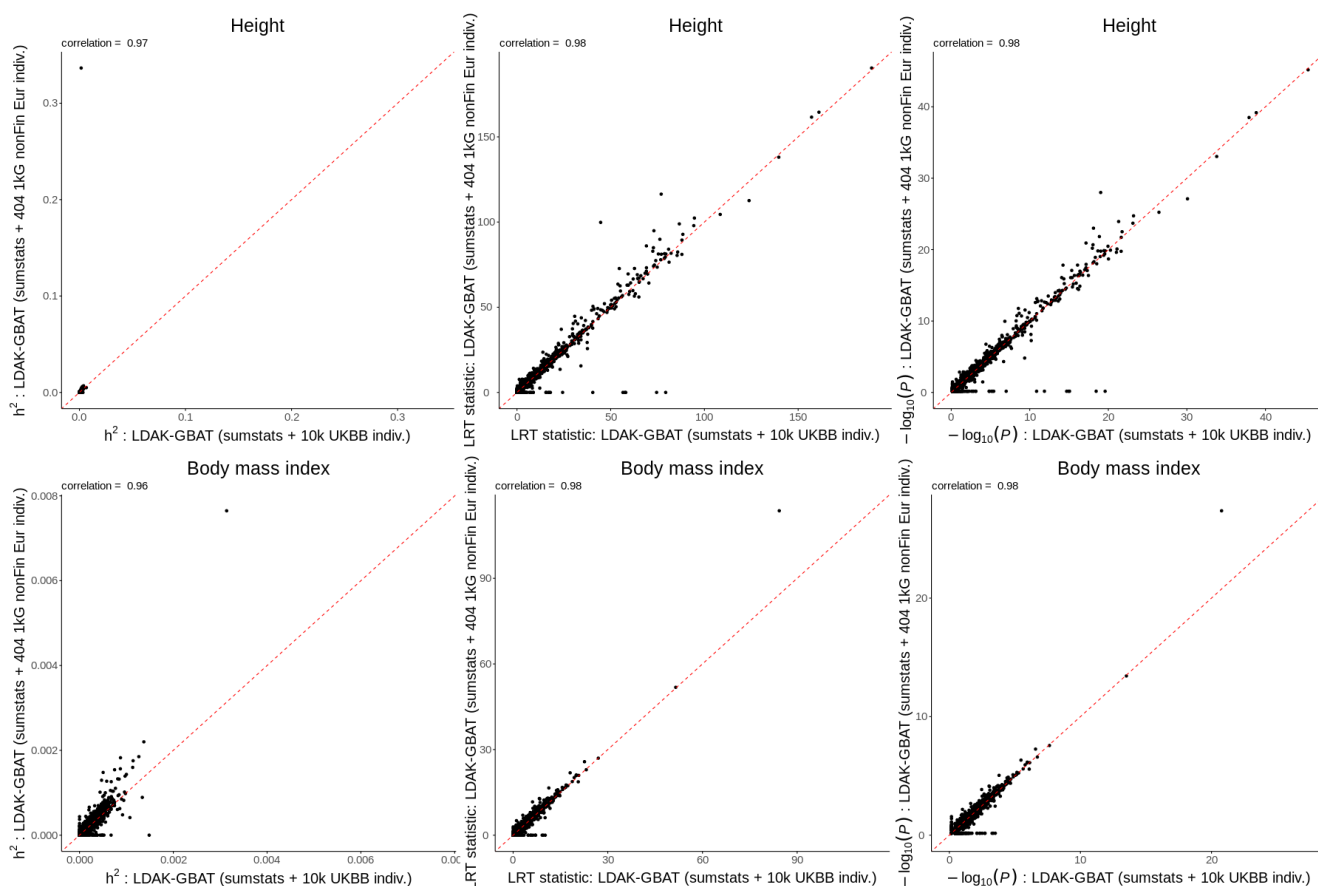 Height
correlation = 0.97
h² : LDAK-GBAT (sumstats + 404 1kG nonFin Eur indiv.)
0.3
0.2
0.1
0.0
0.0 0.1 0.2 0.3
h² : LDAK-GBAT (sumstats + 10k UKBB indiv.)
Height
correlation = 0.98
LRT statistic: LDAK-GBAT (sumstats + 404 1kG nonFin Eur indiv.)
150
100
50
0
0 50 100 150
LRT statistic: LDAK-GBAT (sumstats + 10k UKBB indiv.)
Height
correlation = 0.98
−log₁₀(P) : LDAK-GBAT (sumstats + 404 1kG nonFin Eur indiv.)
40
30
20
10
0
0 20 40
−log₁₀(P) : LDAK-GBAT (sumstats + 10k UKBB indiv.)
Body mass index
correlation = 0.96
h² : LDAK-GBAT (sumstats + 404 1kG nonFin Eur indiv.)
0.008
0.006
0.004
0.002
0.000
0.000 0.002 0.004 0.006 0.00
h² : LDAK-GBAT (sumstats + 10k UKBB indiv.)
Body mass index
correlation = 0.98
LRT statistic: LDAK-GBAT (sumstats + 404 1kG nonFin Eur indiv.)
90
60
30
0
0 30 60 90
LRT statistic: LDAK-GBAT (sumstats + 10k UKBB indiv.)
Body mass index
correlation = 0.98
−log₁₀(P) : LDAK-GBAT (sumstats + 404 1kG nonFin Eur indiv.)
20
10
0
0 10 20
−log₁₀(P) : LDAK-GBAT (sumstats + 10k UKBB indiv.)